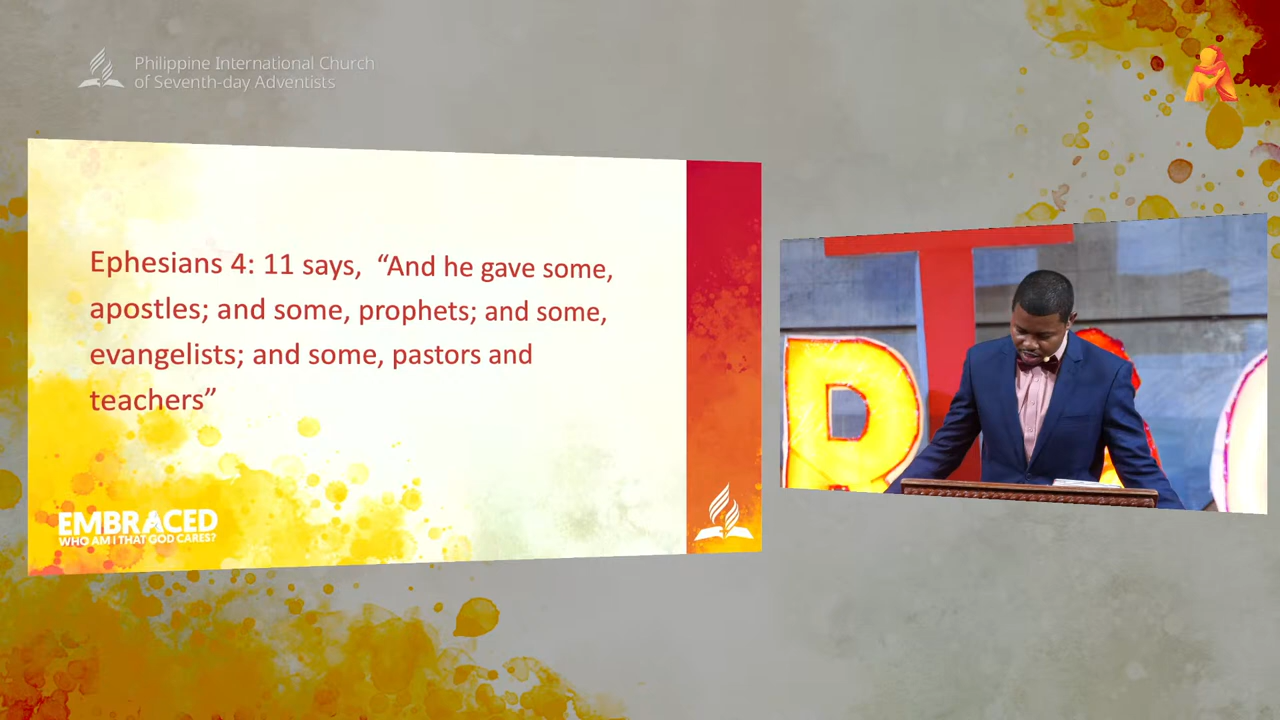 Philippine International Church
of Seventh-day Adventists
Ephesians 4: 11 says, “And he gave some,
apostles; and some, prophets; and some,
evangelists; and some, pastors and
teachers”
EMBRACED
WHO AM I THAT GOD CARES?